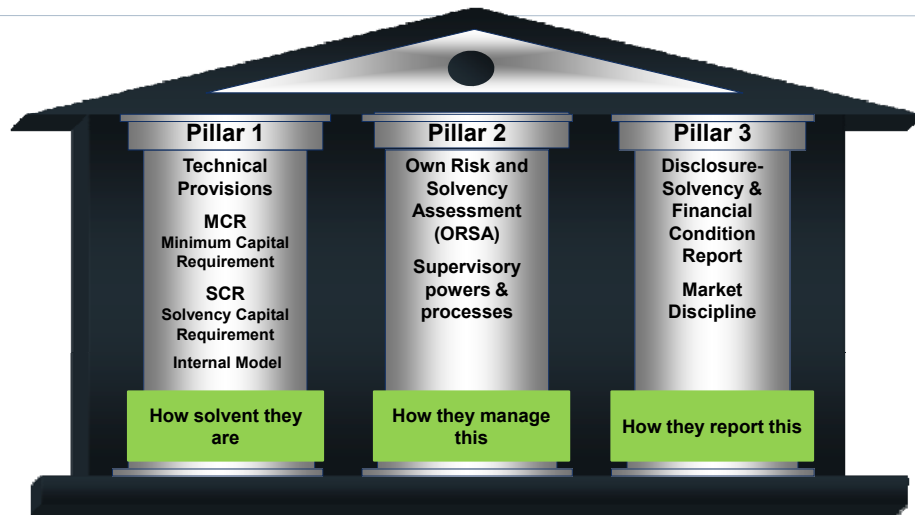 Pillar 1
Technical
Provisions
MCR
Minimum Capital
Requirement
SCR
Solvency Capital
Requirement
Internal Model
How solvent they
are
Pillar 2
Own Risk and
Solvency
Assessment
(ORSA)
Supervisory
powers &
processes
How they manage
this
Pillar 3
Disclosure-
Solvency &
Financial
Condition
Report
Market
Discipline
How they report this